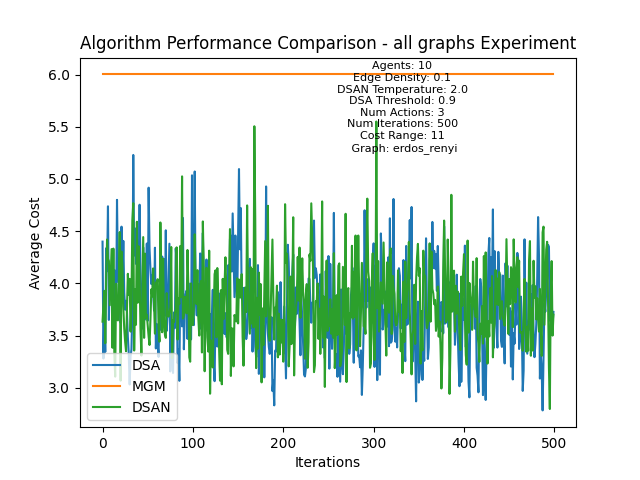 Algorithm Performance Comparison - all graphs Experiment
Agents: 10
Edge Density: 0.1
DSAN Temperature: 2.0
DSA Threshold: 0.9
Num Actions: 3
Num Iterations: 500
Cost Range: 11
Graph: erdos_renyi
Average Cost
6.0
5.5
5.0
4.5
4.0
3.5
3.0
DSA
MGM
DSAN
0 100 200 300 400 500
Iterations